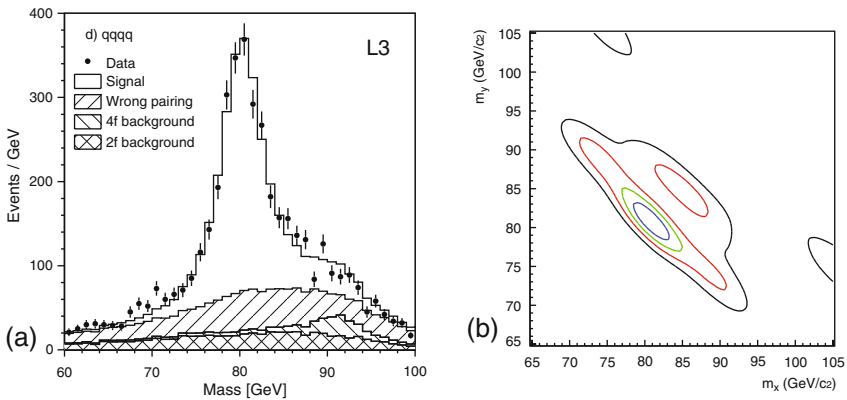 400
300
200
100
0
Events / GeV
d) qqqq
L3
Data
Signal
Wrong pairing
4f background
2f background
(a)
60 70 80 90 100
Mass [GeV]
m_y (GeV/c2)
105
100
95
90
85
80
75
70
65
(b)
65 70 75 80 85 90 95 100 105
m_x (GeV/c2)